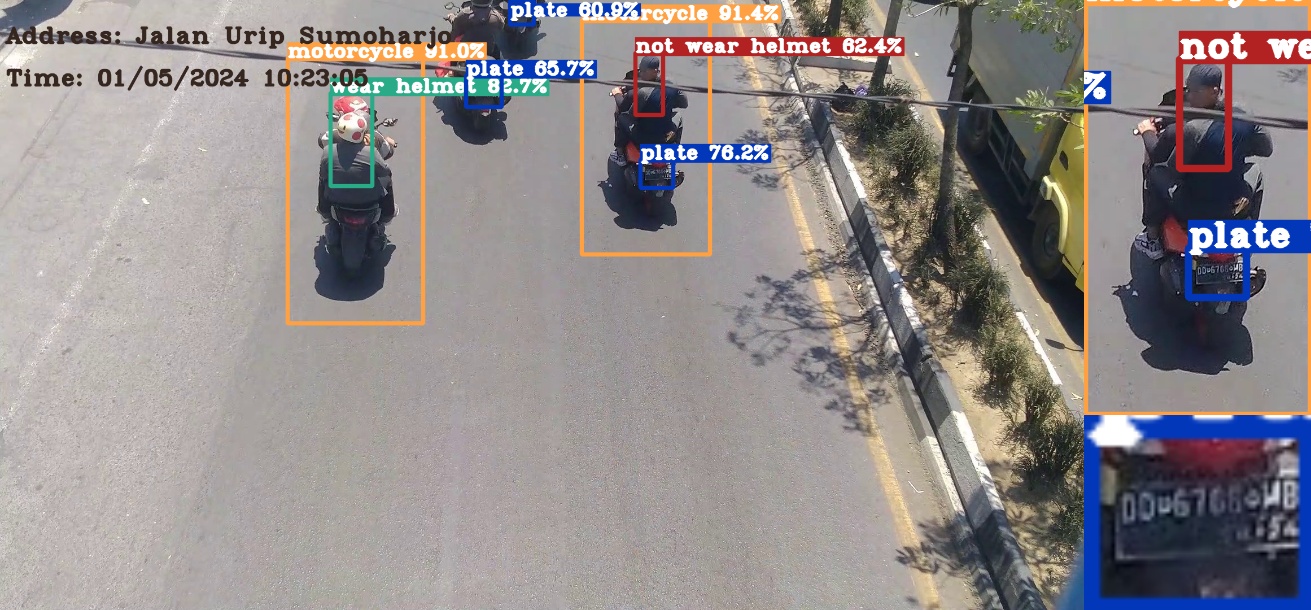 plate 60.9%
motorcycle 91.4%
Address: Jalan Urip Sumoharjo
motorcycle 91.0%
not wear helmet 62.4%
plate 65.7%
Time: 01/05/2024 10:23:05
wear helmet 82.7%
plate 76.2%
not we
%
plate